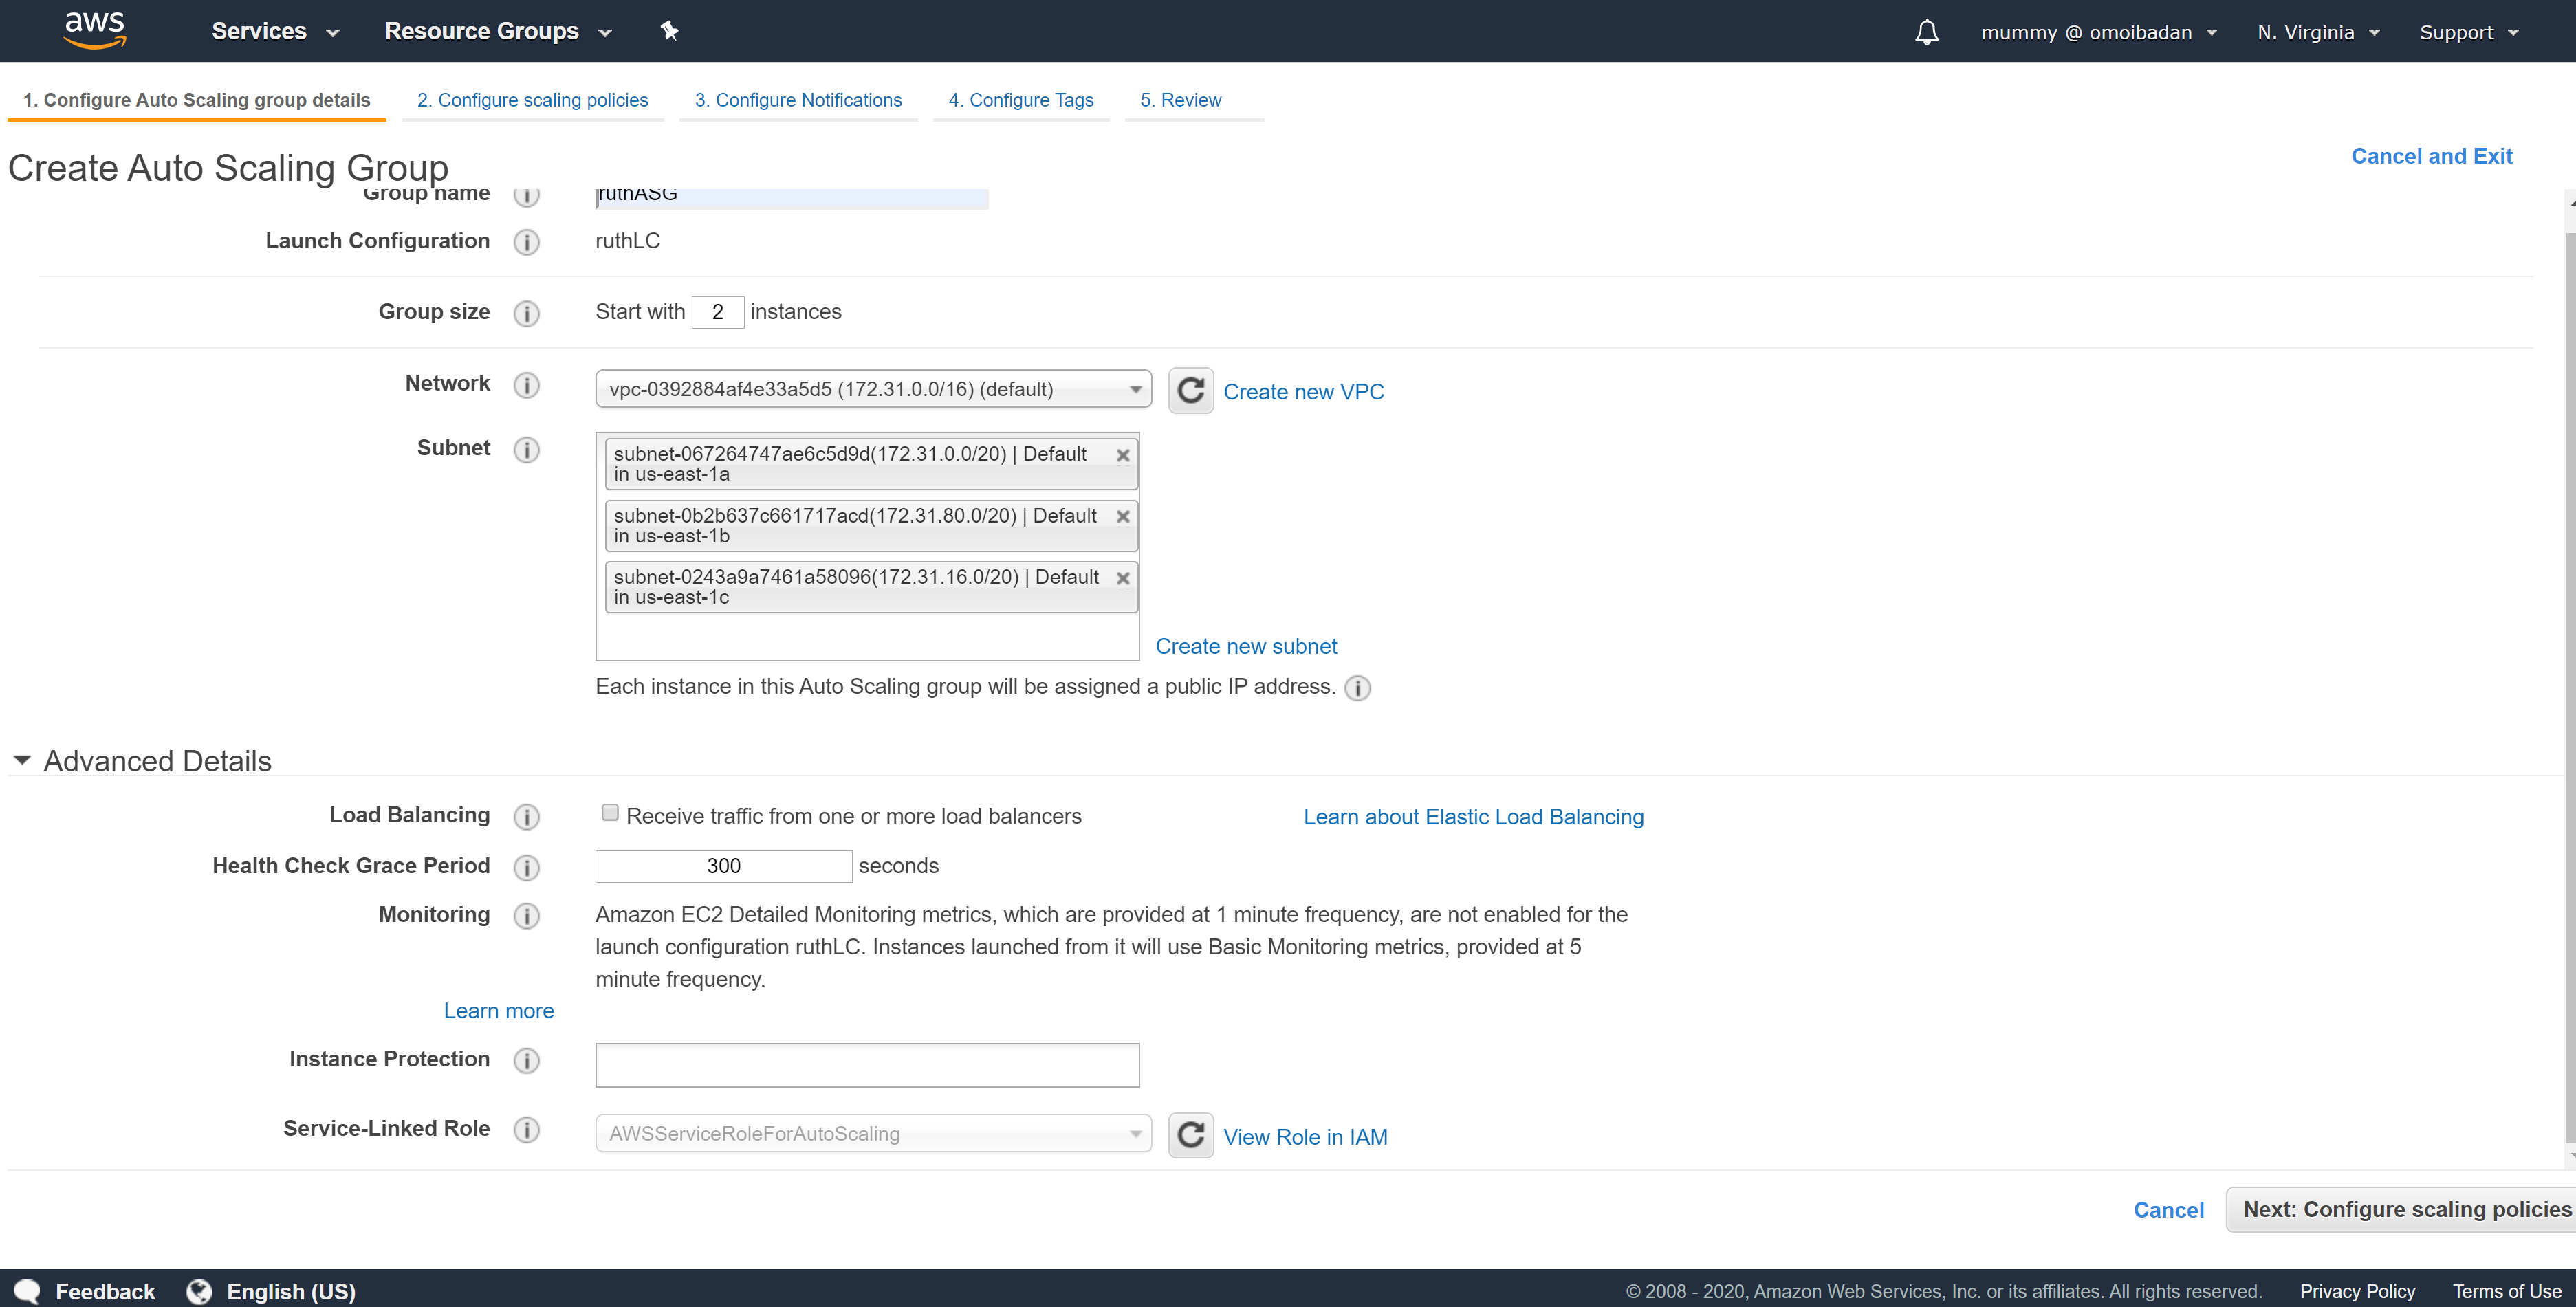 aws Services Resource Groups mummy @ omoibadan N. Virginia Support
1. Configure Auto Scaling group details 2. Configure scaling policies 3. Configure Notifications 4. Configure Tags 5. Review
Create Auto Scaling Group Cancel and Exit
Group name ruthASG
Launch Configuration ruthLC
Group size Start with 2 instances
Network vpc-0392884af4e33a5d5 (172.31.0.0/16) (default) Create new VPC
Subnet subnet-067264747ae6c5d9d(172.31.0.0/20) | Default
in us-east-1a
subnet-0b2b637c661717acd(172.31.80.0/20) | Default
in us-east-1b
subnet-0243a9a7461a58096(172.31.16.0/20) | Default
in us-east-1c
Create new subnet
Each instance in this Auto Scaling group will be assigned a public IP address.
Advanced Details
Load Balancing Receive traffic from one or more load balancers Learn about Elastic Load Balancing
Health Check Grace Period 300 seconds
Monitoring Amazon EC2 Detailed Monitoring metrics, which are provided at 1 minute frequency, are not enabled for the
launch configuration ruthLC. Instances launched from it will use Basic Monitoring metrics, provided at 5
minute frequency.
Learn more
Instance Protection
Service-Linked Role AWSServiceRoleForAutoScaling View Role in IAM
Cancel Next: Configure scaling policies
Feedback English (US) © 2008 - 2020, Amazon Web Services, Inc. or its affiliates. All rights reserved. Privacy Policy Terms of Use